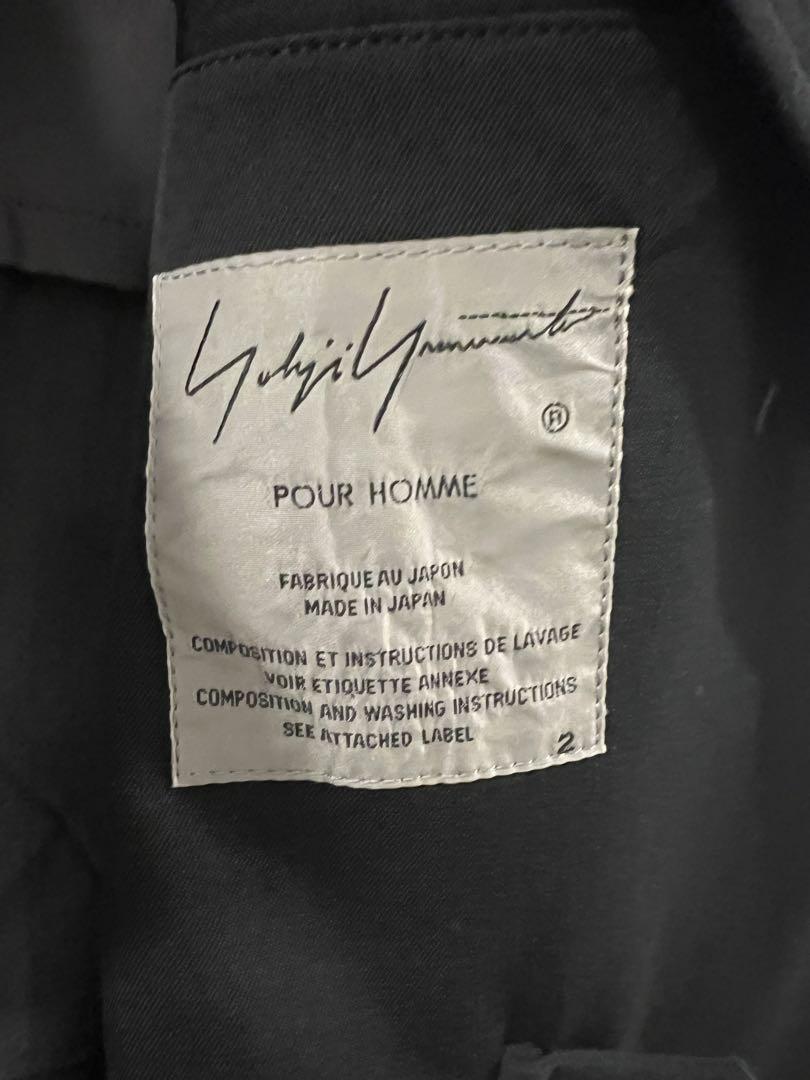 Yohji Yamamoto
®
POUR HOMME
FABRIQUE AU JAPON
MADE IN JAPAN
COMPOSITION ET INSTRUCTIONS DE LAVAGE
VOIR ETIQUETTE ANNEXE
COMPOSITION AND WASHING INSTRUCTIONS
SEE ATTACHED LABEL
2